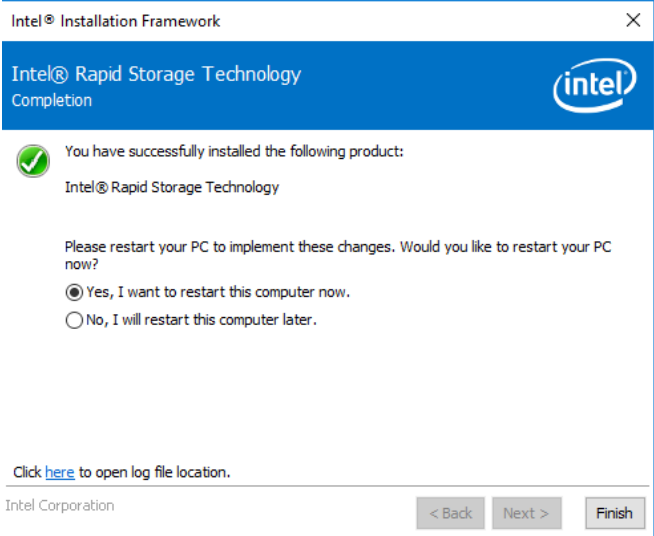 Intel® Installation Framework
Intel® Rapid Storage Technology
Completion
intel
You have successfully installed the following product:
Intel® Rapid Storage Technology
Please restart your PC to implement these changes. Would you like to restart your PC
now?
Yes, I want to restart this computer now.
No, I will restart this computer later.
Click here to open log file location.
Intel Corporation
< Back
Next >
Finish